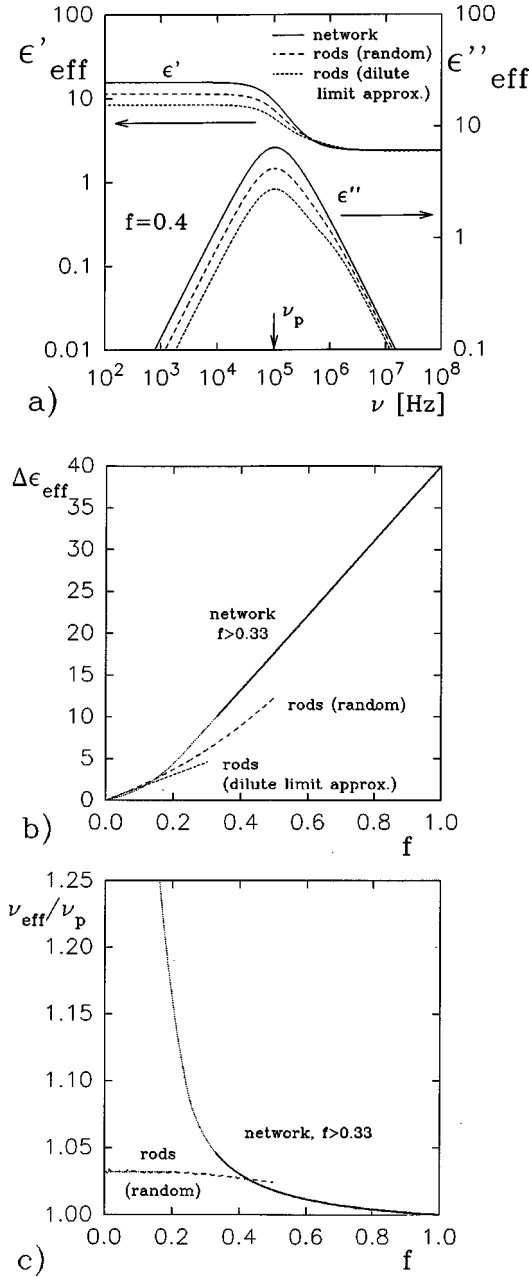 ϵ'eff
ϵ''eff
100
10
1
0.1
0.01
100
10
1
0.1
network
rods (random)
rods (dilute
limit approx.)
ϵ'
ϵ''
f=0.4
νp
10² 10³ 10⁴ 10⁵ 10⁶ 10⁷ 10⁸
ν [Hz]
a)
Δϵeff
40
35
30
25
20
15
10
5
0
network
f>0.33
rods (random)
rods
(dilute limit approx.)
0.0 0.2 0.4 0.6 0.8 1.0
f
b)
νeff/νp
1.25
1.20
1.15
1.10
1.05
1.00
network, f>0.33
rods
(random)
0.0 0.2 0.4 0.6 0.8 1.0
f
c)